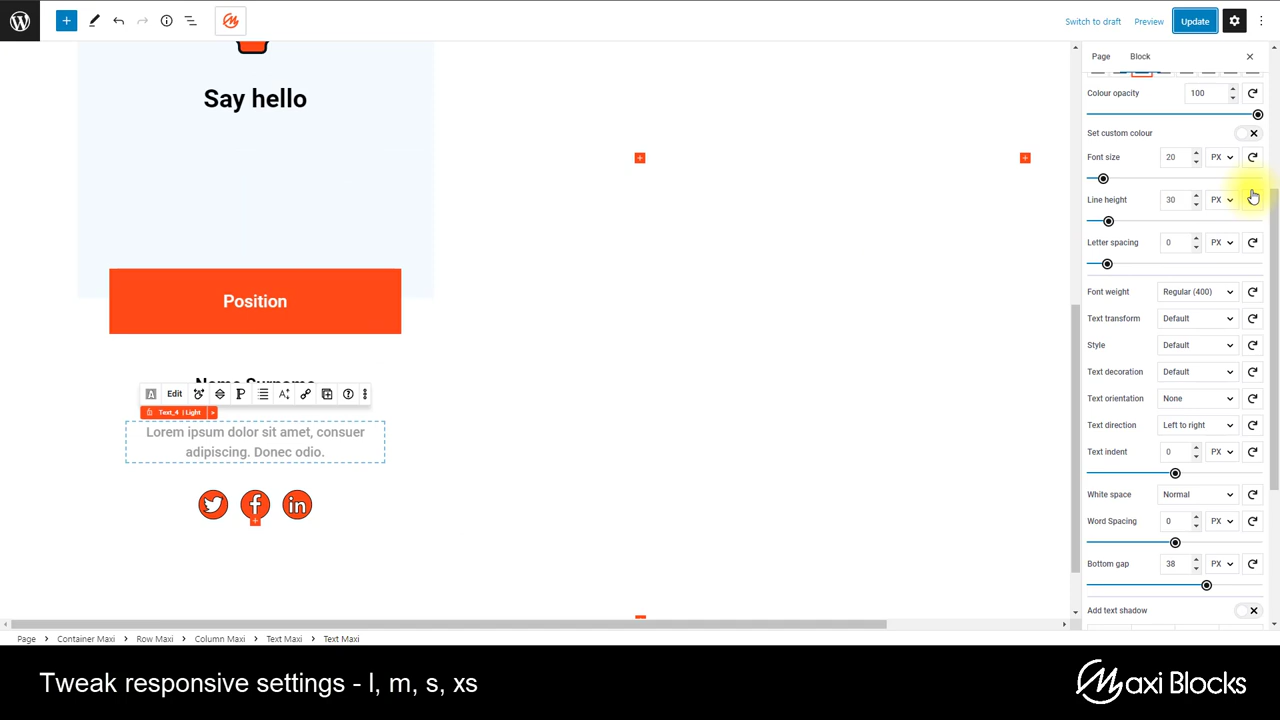 Switch to draft
Preview
Update
Page
Block
Say hello
Position
Edit
Text_4 | Light
>
Lorem ipsum dolor sit amet, consuer
adipiscing. Donec odio.
Colour opacity 100
Set custom colour
Font size 20 PX
Line height 30 PX
Letter spacing 0 PX
Font weight Regular (400)
Text transform Default
Style Default
Text decoration Default
Text orientation None
Text direction Left to right
Text indent 0 PX
White space Normal
Word Spacing 0 PX
Bottom gap 38 PX
Add text shadow
Page > Container Maxi > Row Maxi > Column Maxi > Text Maxi > Text Maxi
Tweak responsive settings - l, m, s, xs
Maxi Blocks